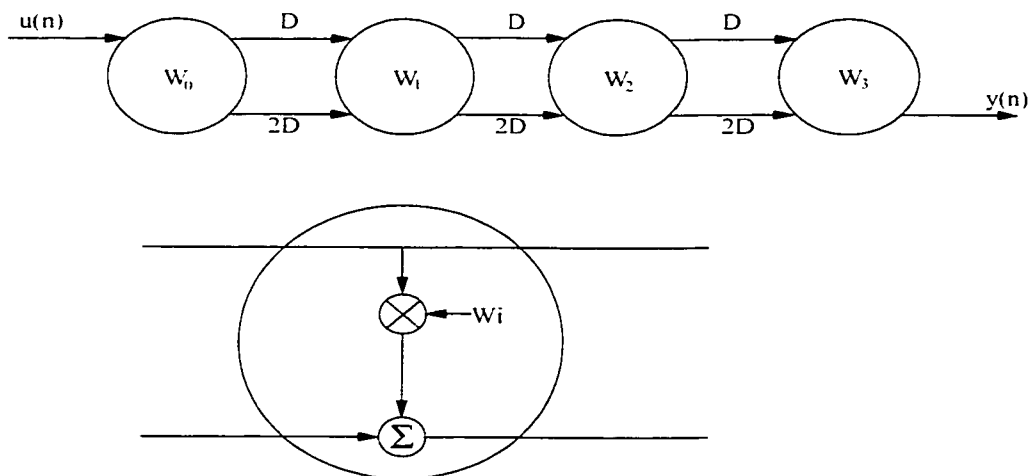 u(n) D D D
W₀ W₁ W₂ W₃
2D 2D 2D y(n)
Wi
Σ